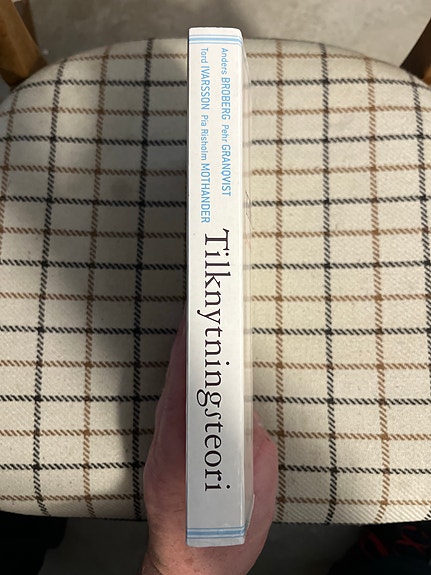 Anders BROBERG Pehr GRANQVIST
Tord IVARSSON Pia Risholm MOTHANDER
Tilknytningsteori